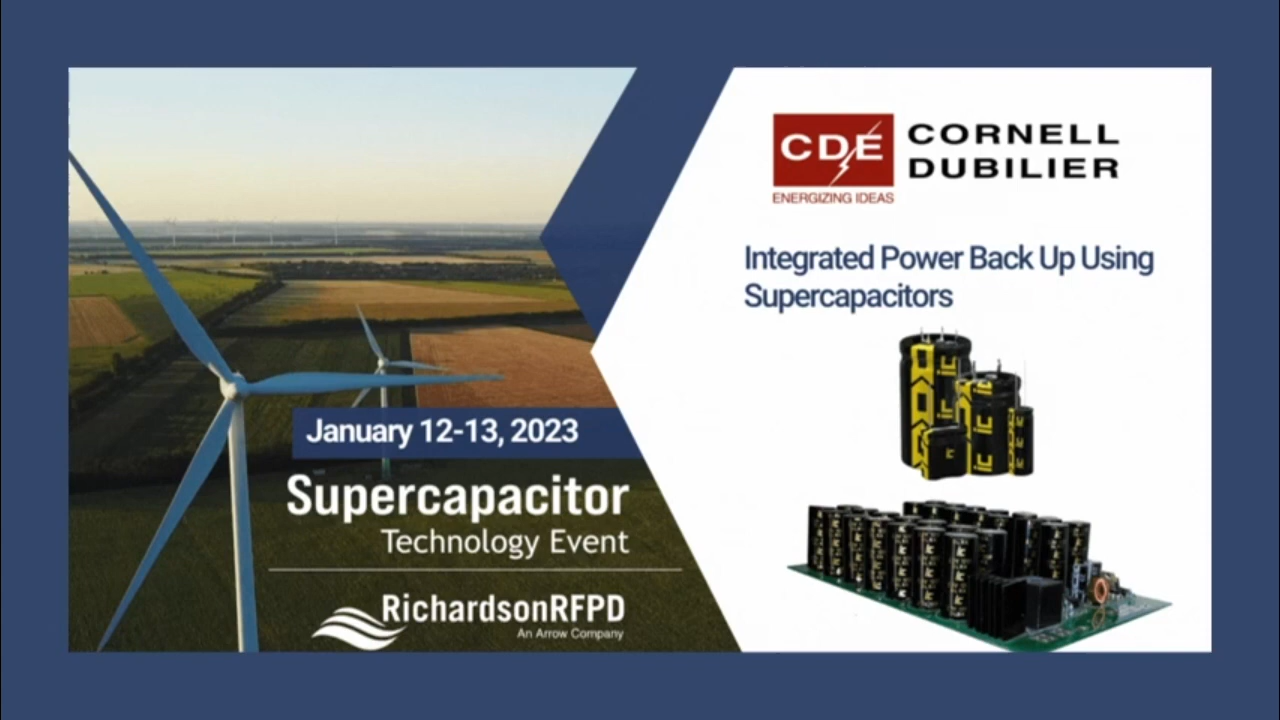 January 12-13, 2023
Supercapacitor
Technology Event
RichardsonRFPD
An Arrow Company
CDE
ENERGIZING IDEAS
CORNELL
DUBILIER
Integrated Power Back Up Using
Supercapacitors